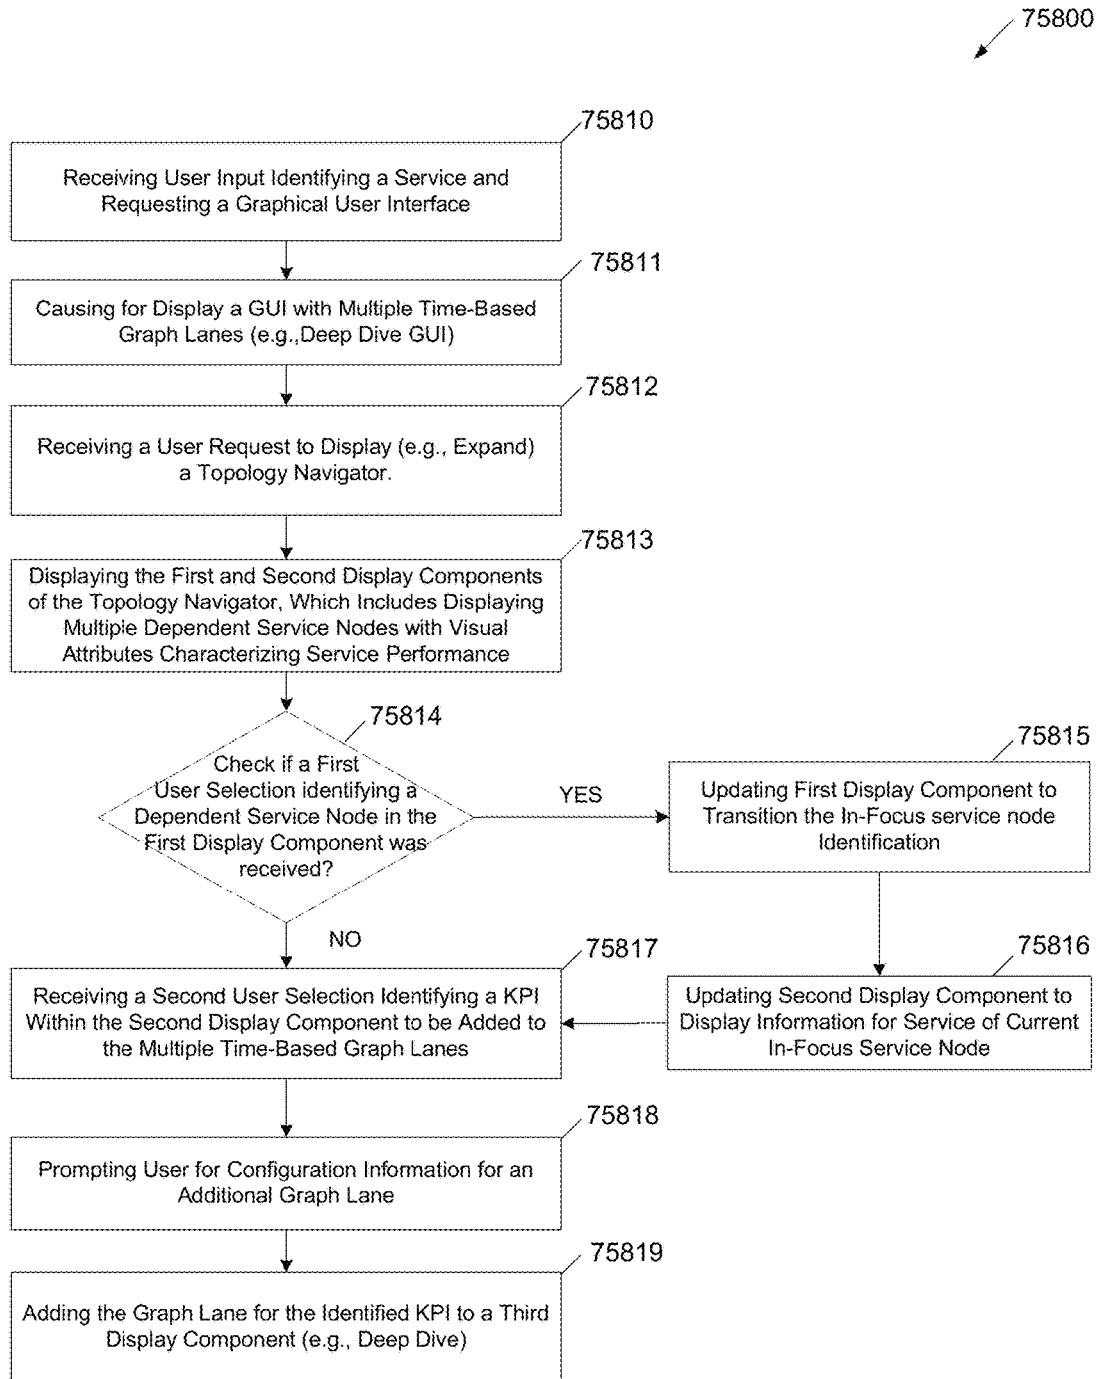 75800
75810
Receiving User Input Identifying a Service and
Requesting a Graphical User Interface
75811
Causing for Display a GUI with Multiple Time-Based
Graph Lanes (e.g.,Deep Dive GUI)
75812
Receiving a User Request to Display (e.g., Expand)
a Topology Navigator.
75813
Displaying the First and Second Display Components
of the Topology Navigator, Which Includes Displaying
Multiple Dependent Service Nodes with Visual
Attributes Characterizing Service Performance
75814
Check if a First
User Selection identifying a
Dependent Service Node in the
First Display Component was
received?
YES
75815
Updating First Display Component to
Transition the In-Focus service node
Identification
75816
Updating Second Display Component to
Display Information for Service of Current
In-Focus Service Node
NO
75817
Receiving a Second User Selection Identifying a KPI
Within the Second Display Component to be Added to
the Multiple Time-Based Graph Lanes
75818
Prompting User for Configuration Information for an
Additional Graph Lane
75819
Adding the Graph Lane for the Identified KPI to a Third
Display Component (e.g., Deep Dive)